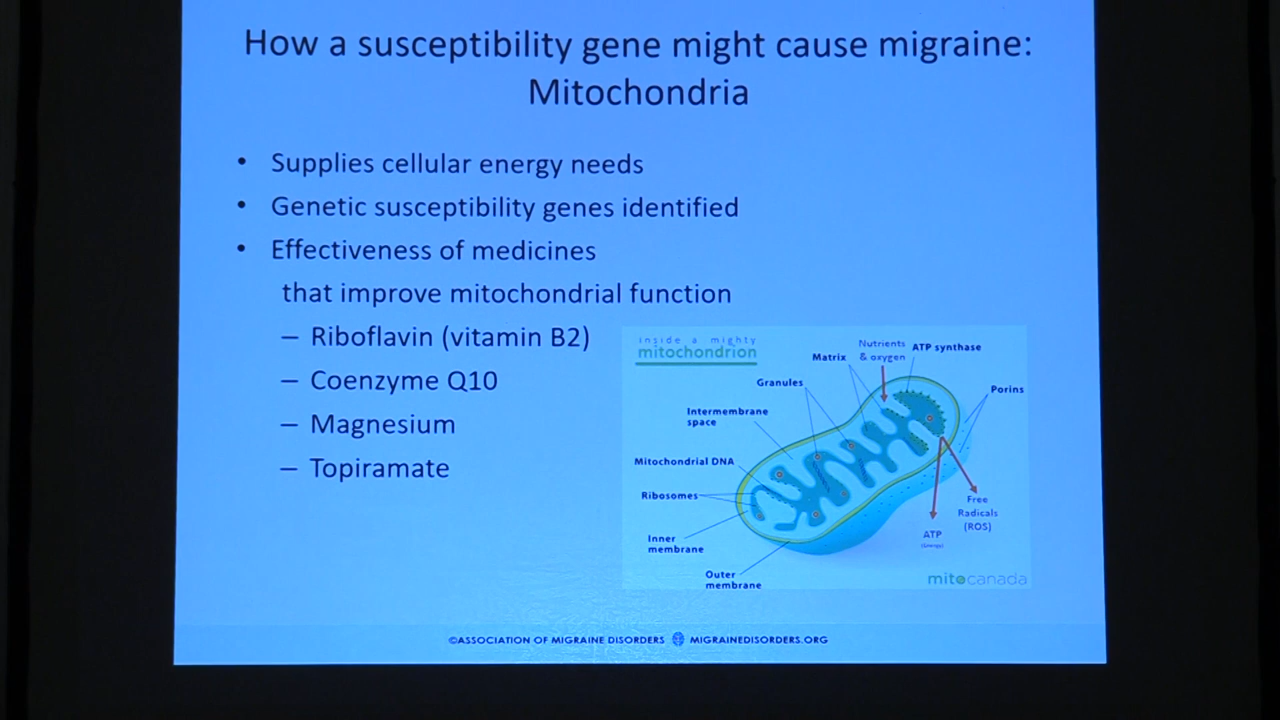 How a susceptibility gene might cause migraine:
Mitochondria
• Supplies cellular energy needs
• Genetic susceptibility genes identified
• Effectiveness of medicines
that improve mitochondrial function
– Riboflavin (vitamin B2)
– Coenzyme Q10
– Magnesium
– Topiramate
inside a mighty
mitochondrion
Nutrients
& oxygen
ATP synthase
Matrix
Granules
Porins
Intermembrane
space
Mitochondrial DNA
Ribosomes
Inner
membrane
Outer
membrane
Free
Radicals
(ROS)
ATP
(Energy)
mitocanada
©ASSOCIATION OF MIGRAINE DISORDERS MIGRAINEDISORDERS.ORG